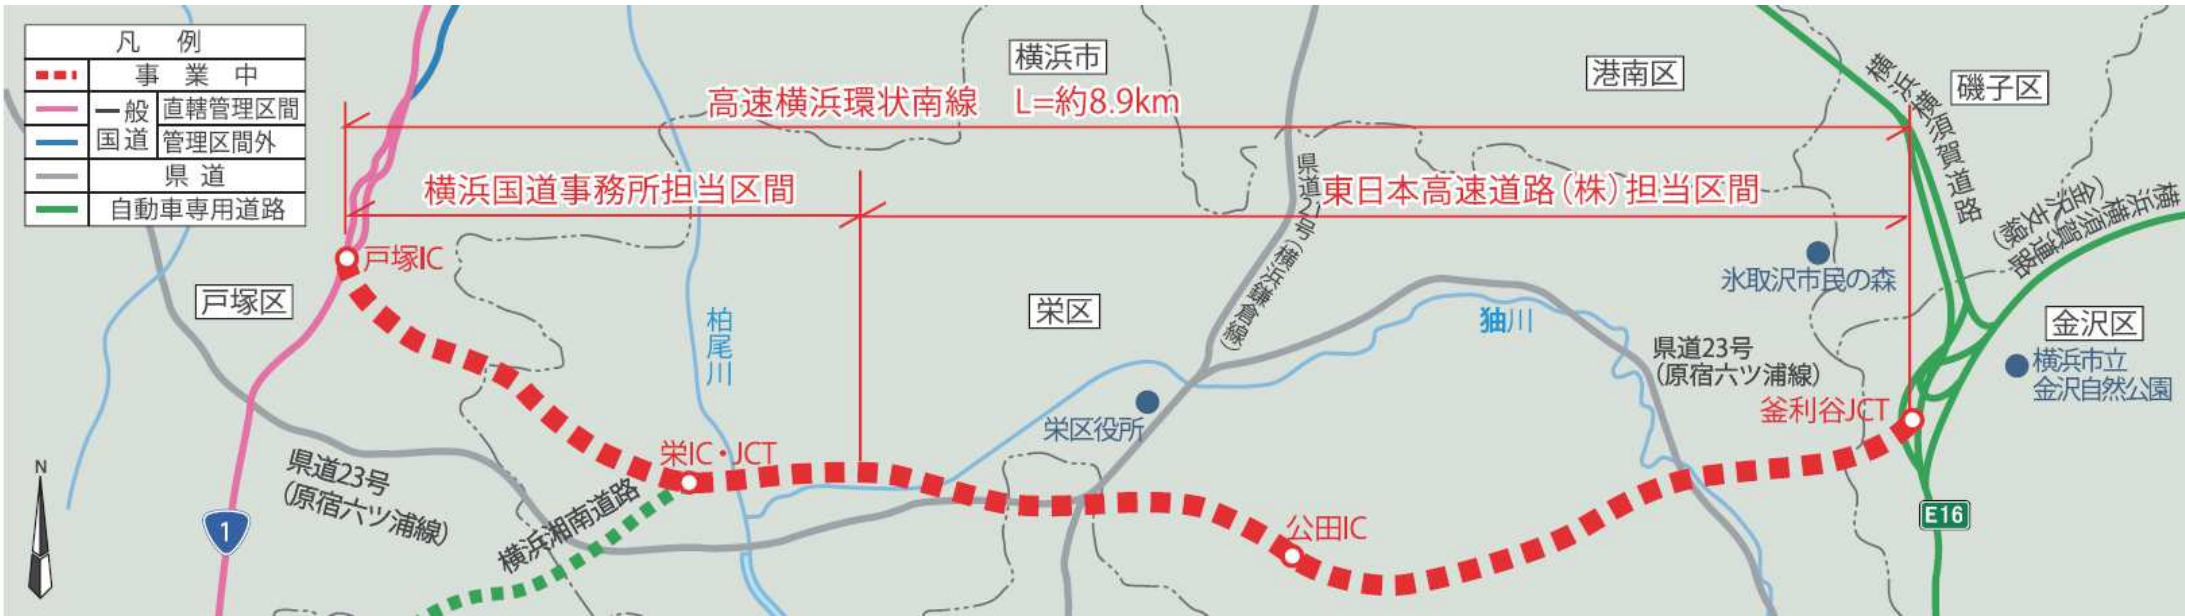 凡 例
事 業 中
一般国道
直轄管理区間
管理区間外
県 道
自動車専用道路
横浜市
港南区
磯子区
高速横浜環状南線 L=約8.9km
横浜国道事務所担当区間
東日本高速道路(株)担当区間
横浜横須賀道路
横浜横須賀道路
(金沢支線)
県道21号(横浜鎌倉線)
戸塚IC
戸塚区
柏尾川
栄区
独川
氷取沢市民の森
県道23号
(原宿六ツ浦線)
金沢区
横浜市立
金沢自然公園
釜利谷JCT
栄区役所
栄IC・JCT
県道23号
(原宿六ツ浦線)
横浜湘南道路
公田IC
N
1
E16